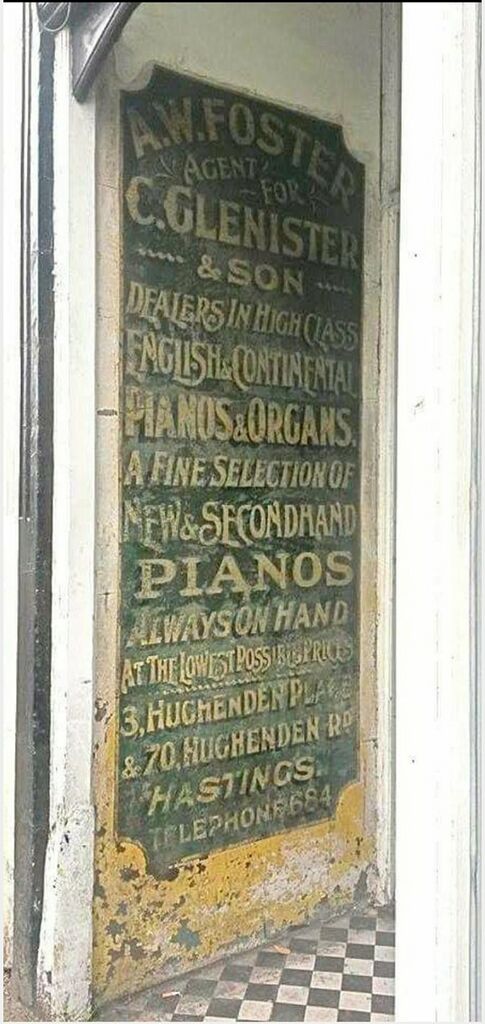 A.W. FOSTER
AGENT FOR
C. GLENISTER
& SON
DEALERS IN HIGH CLASS
ENGLISH & CONTINENTAL
PIANOS & ORGANS.
A FINE SELECTION OF
NEW & SECONDHAND
PIANOS
ALWAYS ON HAND
AT THE LOWEST POSSIBLE PRICES
3, HUGHENDEN PLACE
& 70, HUGHENDEN RD
HASTINGS.
TELEPHONE 684